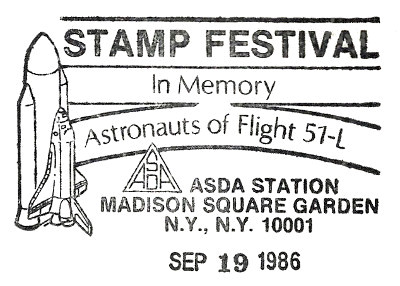 STAMP FESTIVAL
In Memory
Astronauts of Flight 51-L
ASDA
ASDA STATION
MADISON SQUARE GARDEN
N.Y., N.Y. 10001
SEP 19 1986